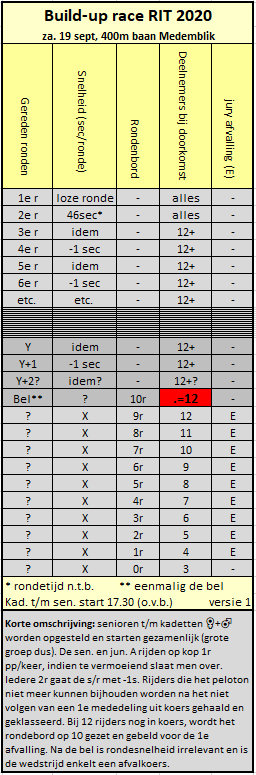 Build-up race RIT 2020
za. 19 sept, 400m baan Medemblik
Gereden ronden Snelheid (sec/ronde) Rondenbord Deelnemers bij doorkomst jury afvalling (E)
1e r loze ronde - alles -
2e r 46sec* - alles -
3e r idem - 12+ -
4e r -1 sec - 12+ -
5e r idem - 12+ -
6e r -1 sec - 12+ -
etc. etc. - 12+ -
Y idem - 12+ -
Y+1 -1 sec - 12+ -
Y+2? idem? - 12+? -
Bel** ? 10r .=12 -
? X 9r 12 E
? X 8r 11 E
? X 7r 10 E
? X 6r 9 E
? X 5r 8 E
? X 4r 7 E
? X 3r 6 E
? X 2r 5 E
? X 1r 4 E
? X 0r 3 -
* rondetijd n.t.b. ** eenmalig de bel
Kad. t/m sen. start 17.30 (o.v.b.) versie 1
Korte omschrijving: senioren t/m kadetten ♀+♂
worden opgesteld en starten gezamenlijk (grote
groep dus). De sen. en jun. A rijden op kop 1r
pp/keer, indien te vermoeiend slaat men over.
Iedere 2r gaat de s/r met -1s. Rijders die het peloton
niet meer kunnen bijhouden worden na het niet
volgen van een 1e mededeling uit koers gehaald en
geklasseerd. Bij 12 rijders nog in koers, wordt het
rondebord op 10 gezet en gebeld voor de 1e
afvalling. Na de bel is rondesnelheid irrelevant en is
de wedstrijd enkelt een afvalkoers.